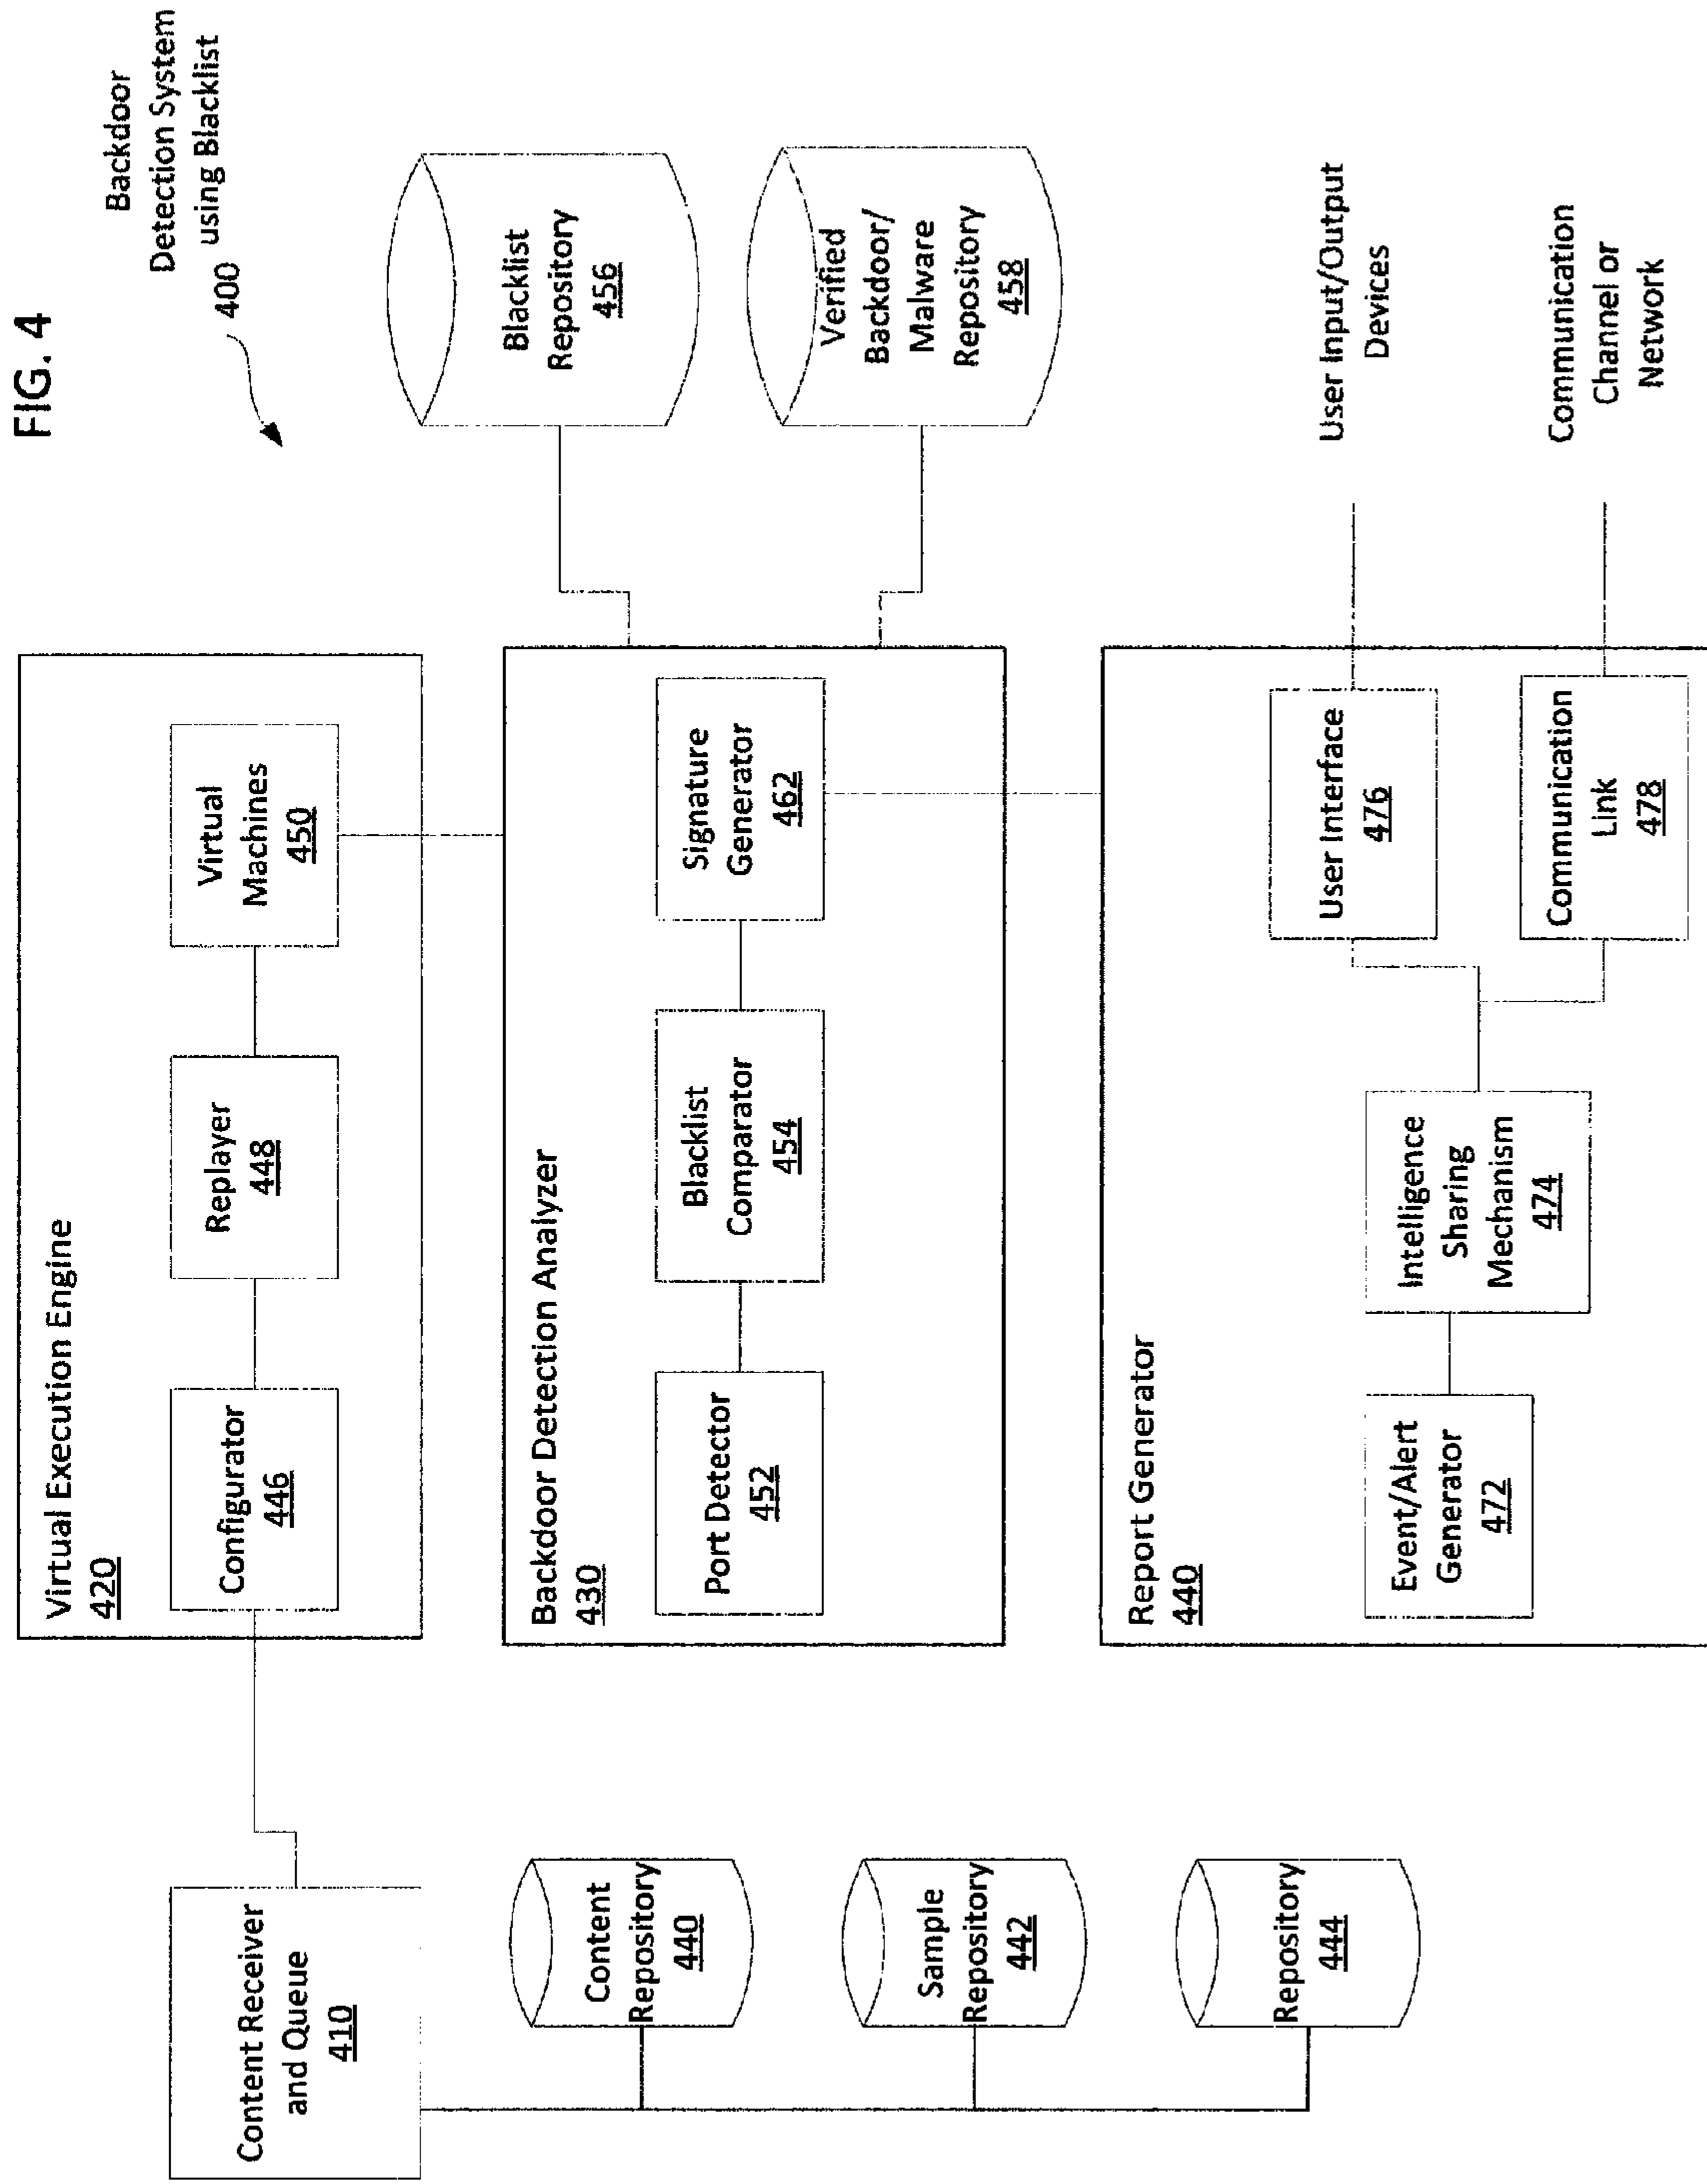 FIG. 4
Backdoor
Detection System
using Blacklist
400
Content Receiver
and Queue
410
Content
Repository
440
Sample
Repository
442
Repository
444
Virtual Execution Engine
420
Configurator
446
Replayer
448
Virtual
Machines
450
Backdoor Detection Analyzer
430
Port Detector
452
Blacklist
Comparator
454
Signature
Generator
462
Blacklist
Repository
456
Verified
Backdoor/
Malware
Repository
458
Report Generator
440
Event/Alert
Generator
472
Intelligence
Sharing
Mechanism
474
User Interface
476
Communication
Link
478
User Input/Output
Devices
Communication
Channel or
Network